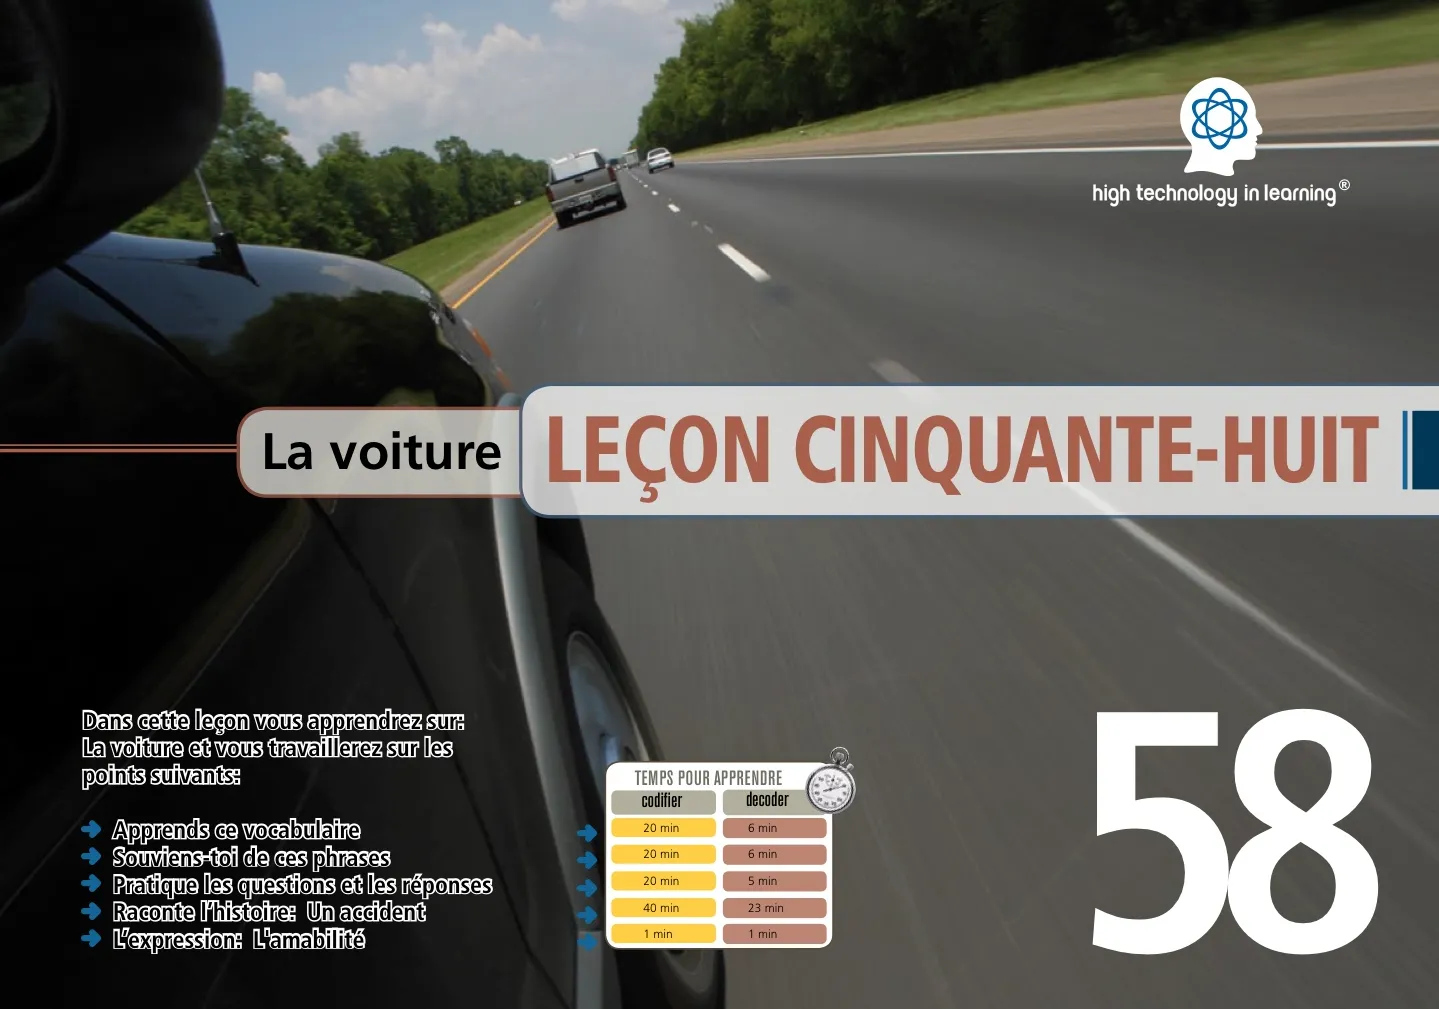 high technology in learning®
La voiture
LEÇON CINQUANTE-HUIT
Dans cette leçon vous apprendrez sur:
La voiture et vous travaillerez sur les
points suivants:
Apprends ce vocabulaire
Souviens-toi de ces phrases
Pratique les questions et les réponses
Raconte l'histoire: Un accident
L'expression: L'amabilité
TEMPS POUR APPRENDRE
codifier decoder
20 min 6 min
20 min 6 min
20 min 5 min
40 min 23 min
1 min 1 min
58